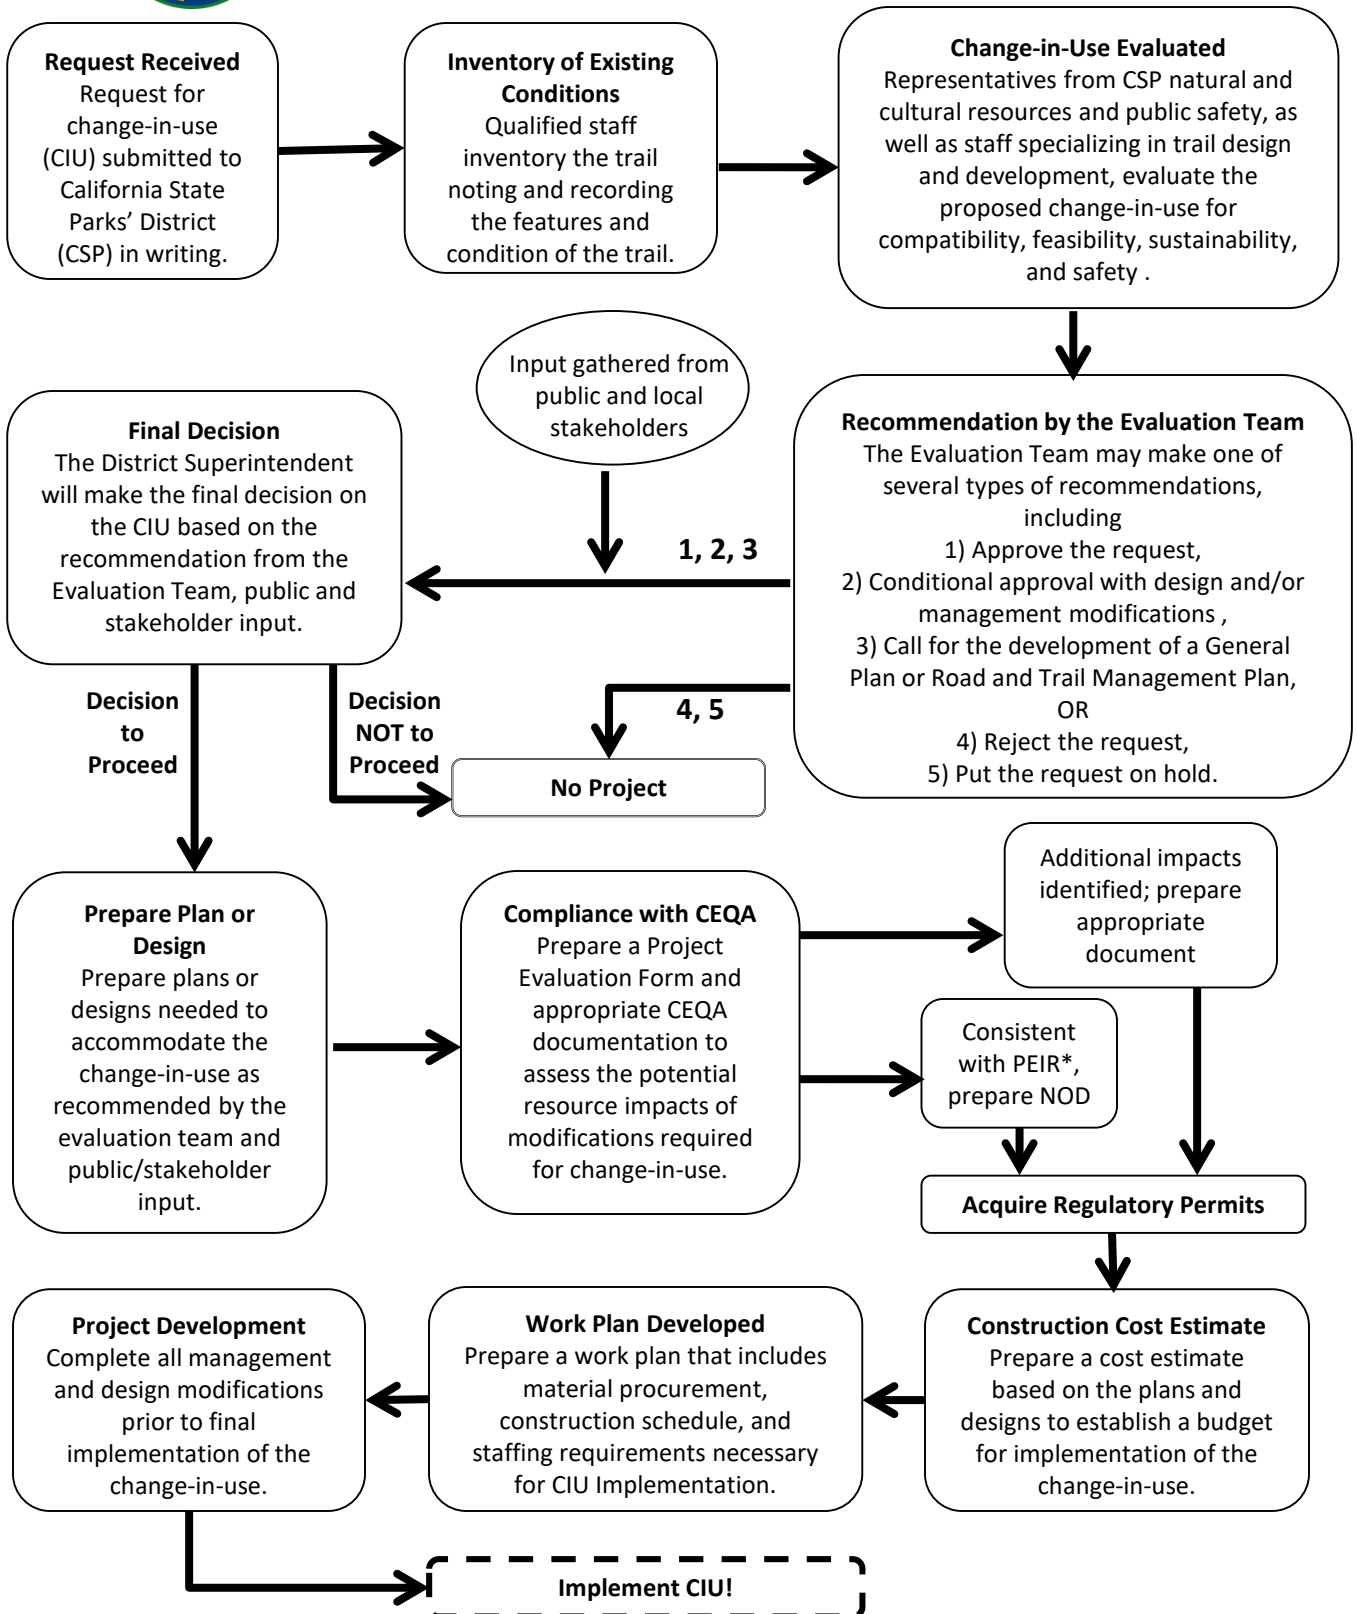 Request Received
Request for
change-in-use
(CIU) submitted to
California State
Parks’ District
(CSP) in writing.
Inventory of Existing
Conditions
Qualified staff
inventory the trail
noting and recording
the features and
condition of the trail.
Change-in-Use Evaluated
Representatives from CSP natural and
cultural resources and public safety, as
well as staff specializing in trail design
and development, evaluate the
proposed change-in-use for
compatibility, feasibility, sustainability,
and safety .
Input gathered from
public and local
stakeholders
Recommendation by the Evaluation Team
The Evaluation Team may make one of
several types of recommendations,
including
1) Approve the request,
2) Conditional approval with design and/or
management modifications ,
3) Call for the development of a General
Plan or Road and Trail Management Plan,
OR
4) Reject the request,
5) Put the request on hold.
1, 2, 3
4, 5
Final Decision
The District Superintendent
will make the final decision on
the CIU based on the
recommendation from the
Evaluation Team, public and
stakeholder input.
Decision
to
Proceed
Decision
NOT to
Proceed
No Project
Prepare Plan or
Design
Prepare plans or
designs needed to
accommodate the
change-in-use as
recommended by the
evaluation team and
public/stakeholder
input.
Compliance with CEQA
Prepare a Project
Evaluation Form and
appropriate CEQA
documentation to
assess the potential
resource impacts of
modifications required
for change-in-use.
Additional impacts
identified; prepare
appropriate
document
Consistent
with PEIR*,
prepare NOD
Acquire Regulatory Permits
Construction Cost Estimate
Prepare a cost estimate
based on the plans and
designs to establish a budget
for implementation of the
change-in-use.
Work Plan Developed
Prepare a work plan that includes
material procurement,
construction schedule, and
staffing requirements necessary
for CIU Implementation.
Project Development
Complete all management
and design modifications
prior to final
implementation of the
change-in-use.
Implement CIU!